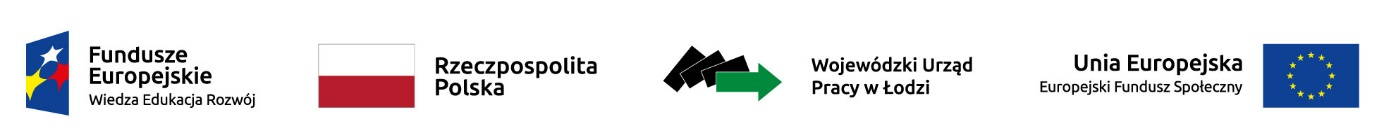 Fundusze
Europejskie
Wiedza Edukacja Rozwój
Rzeczpospolita
Polska
Wojewódzki Urząd
Pracy w Łodzi
Unia Europejska
Europejski Fundusz Społeczny